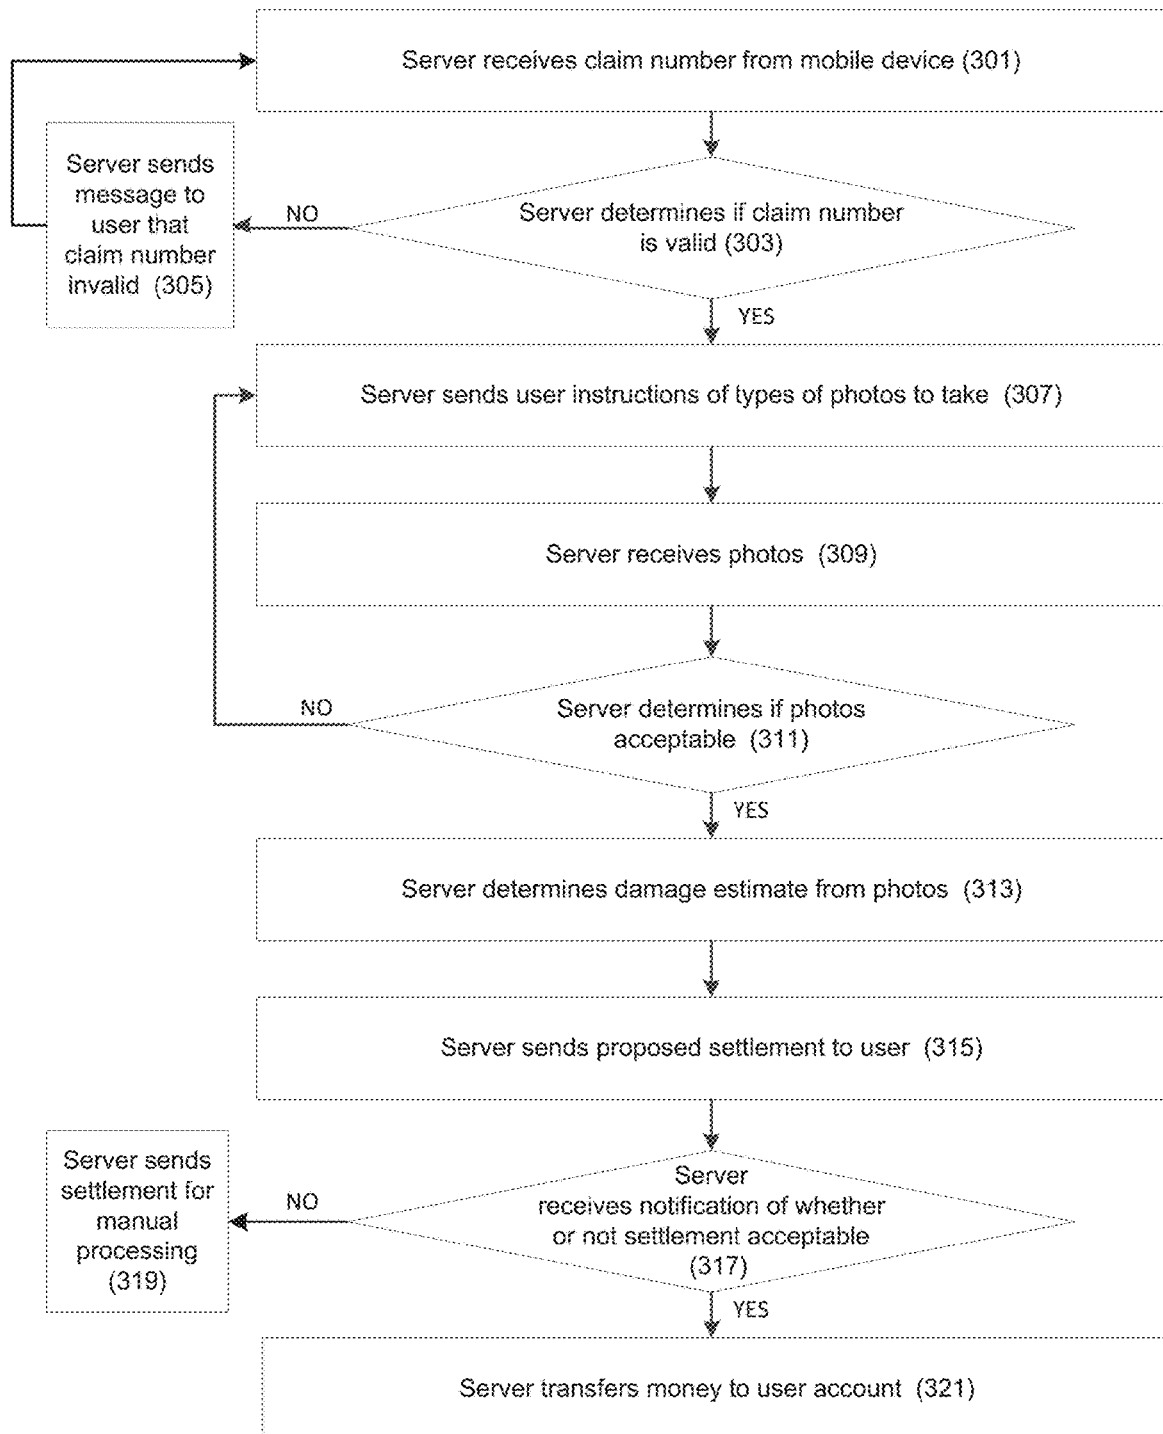 Server receives claim number from mobile device (301)
Server sends
message to
user that
claim number
invalid (305)
NO
Server determines if claim number
is valid (303)
YES
Server sends user instructions of types of photos to take (307)
Server receives photos (309)
NO
Server determines if photos
acceptable (311)
YES
Server determines damage estimate from photos (313)
Server sends proposed settlement to user (315)
Server sends
settlement for
manual
processing
(319)
NO
Server
receives notification of whether
or not settlement acceptable
(317)
YES
Server transfers money to user account (321)